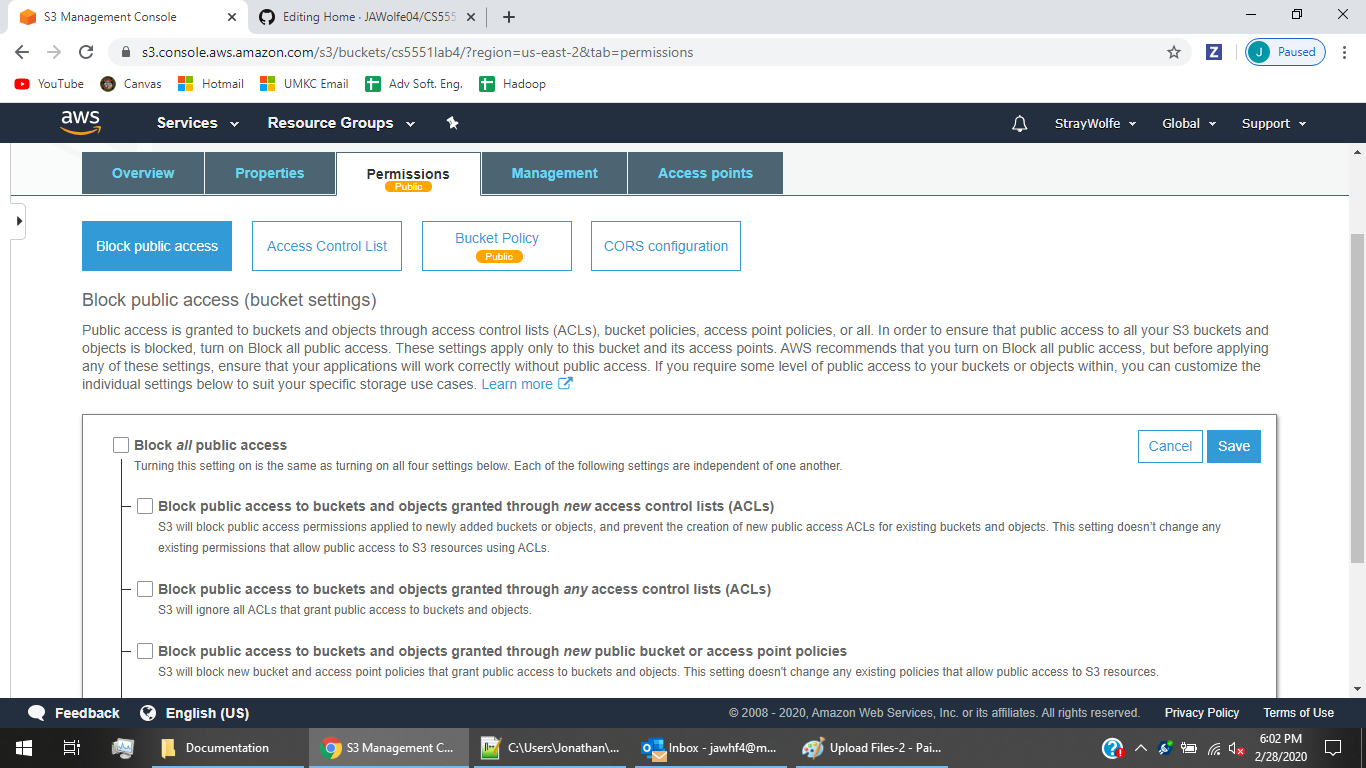 S3 Management Console
Editing Home · JAWolfe04/CS555
s3.console.aws.amazon.com/s3/buckets/cs5551lab4/?region=us-east-2&tab=permissions
Z
J Paused
YouTube Canvas Hotmail UMKC Email Adv Soft. Eng. Hadoop
aws Services Resource Groups StrayWolfe Global Support
Overview Properties Permissions Management Access points
Public
Block public access Access Control List Bucket Policy CORS configuration
Public
Block public access (bucket settings)
Public access is granted to buckets and objects through access control lists (ACLs), bucket policies, access point policies, or all. In order to ensure that public access to all your S3 buckets and
objects is blocked, turn on Block all public access. These settings apply only to this bucket and its access points. AWS recommends that you turn on Block all public access, but before applying
any of these settings, ensure that your applications will work correctly without public access. If you require some level of public access to your buckets or objects within, you can customize the
individual settings below to suit your specific storage use cases. Learn more
Block all public access
Cancel Save
Turning this setting on is the same as turning on all four settings below. Each of the following settings are independent of one another.
Block public access to buckets and objects granted through new access control lists (ACLs)
S3 will block public access permissions applied to newly added buckets or objects, and prevent the creation of new public access ACLs for existing buckets and objects. This setting doesn't change any
existing permissions that allow public access to S3 resources using ACLs.
Block public access to buckets and objects granted through any access control lists (ACLs)
S3 will ignore all ACLs that grant public access to buckets and objects.
Block public access to buckets and objects granted through new public bucket or access point policies
S3 will block new bucket and access point policies that grant public access to buckets and objects. This setting doesn't change any existing policies that allow public access to S3 resources.
Feedback English (US) © 2008 - 2020, Amazon Web Services, Inc. or its affiliates. All rights reserved. Privacy Policy Terms of Use
Documentation S3 Management C... C:\Users\Jonathan\... Inbox - jawhf4@m... Upload Files-2 - Pai...
6:02 PM
2/28/2020